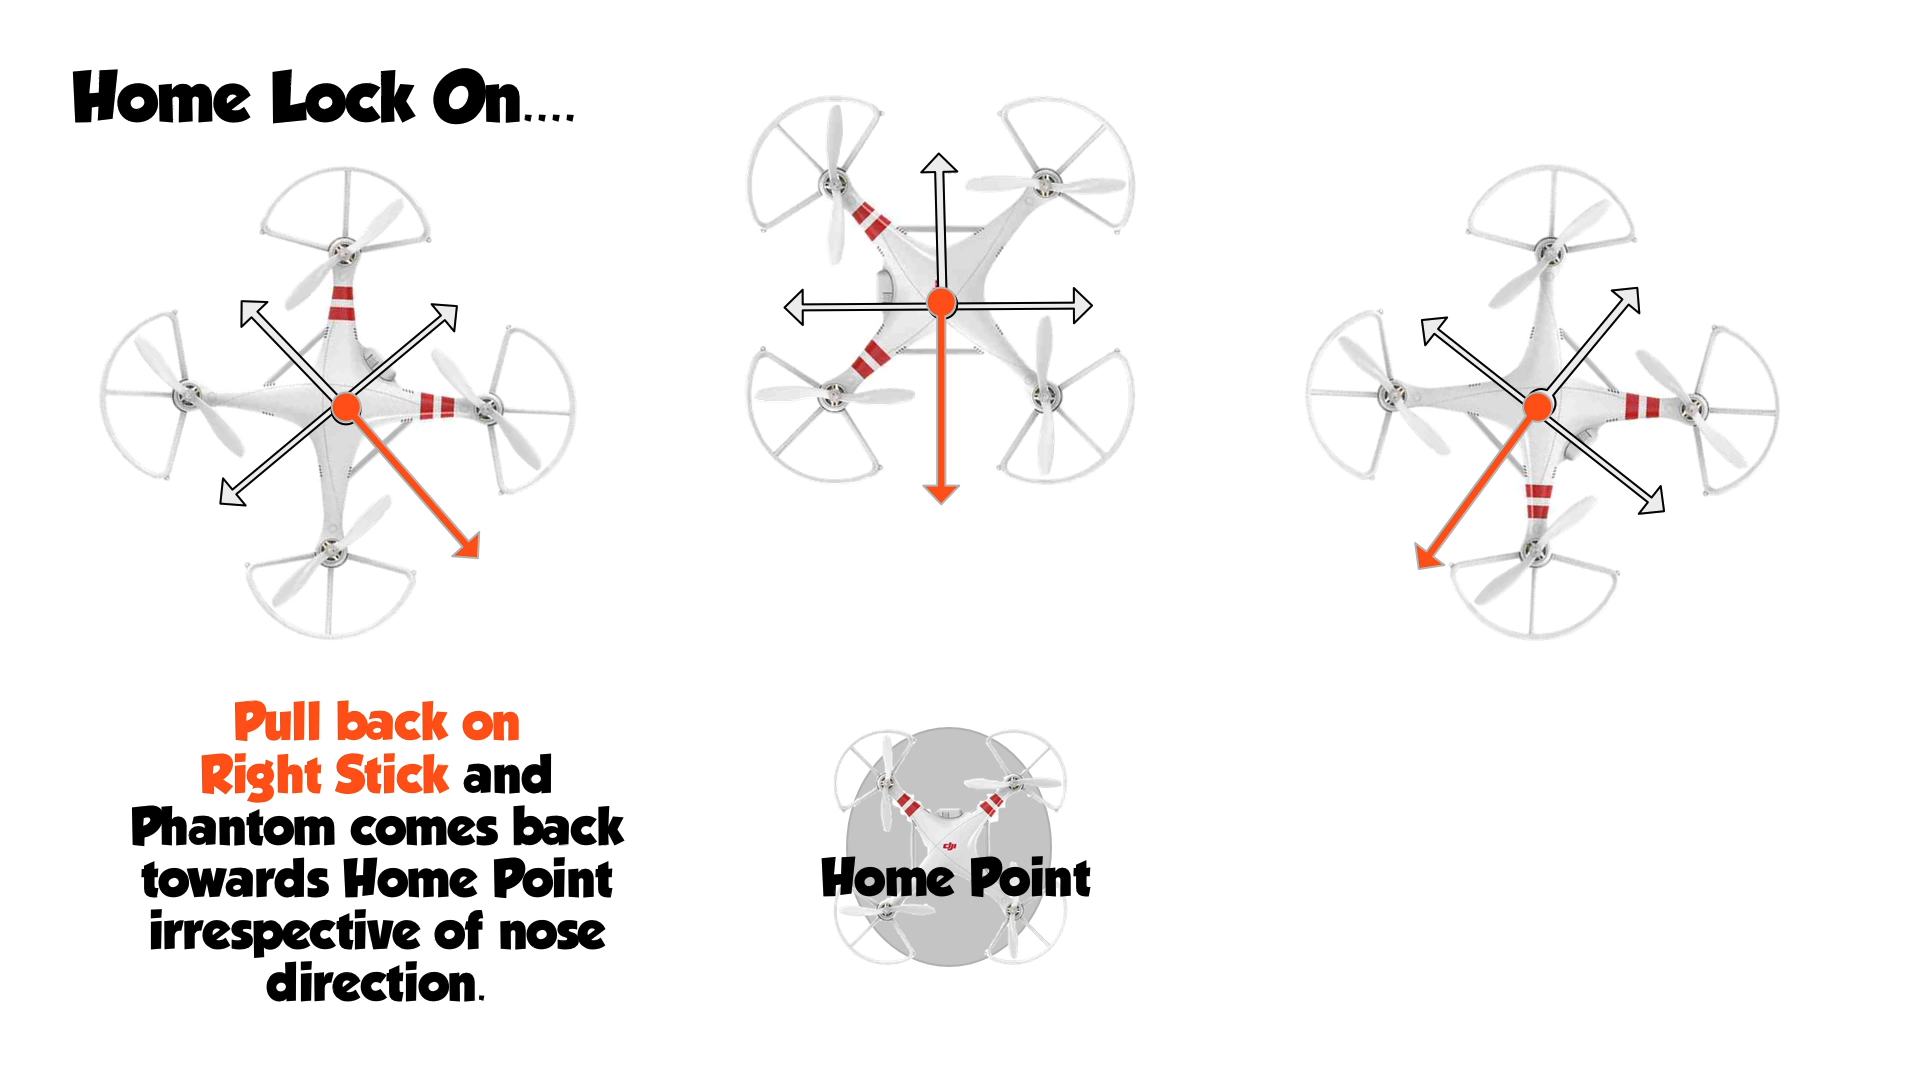 Home Lock On....
Pull back on
Right Stick and
Phantom comes back
towards Home Point
irrespective of nose
direction.
dji
Home Point